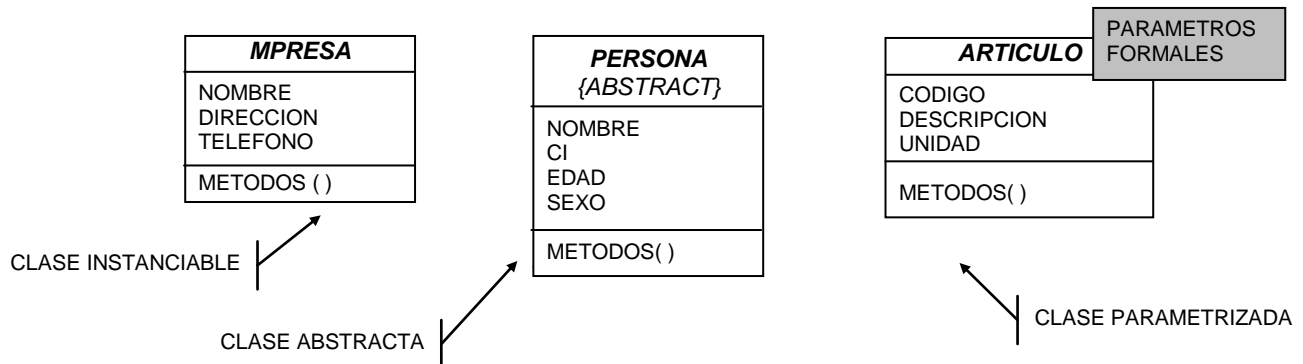 MPRESA
NOMBRE
DIRECCION
TELEFONO
METODOS ( )
CLASE INSTANCIABLE
PERSONA
{ABSTRACT}
NOMBRE
CI
EDAD
SEXO
METODOS( )
CLASE ABSTRACTA
PARAMETROS
FORMALES
ARTICULO
CODIGO
DESCRIPCION
UNIDAD
METODOS( )
CLASE PARAMETRIZADA